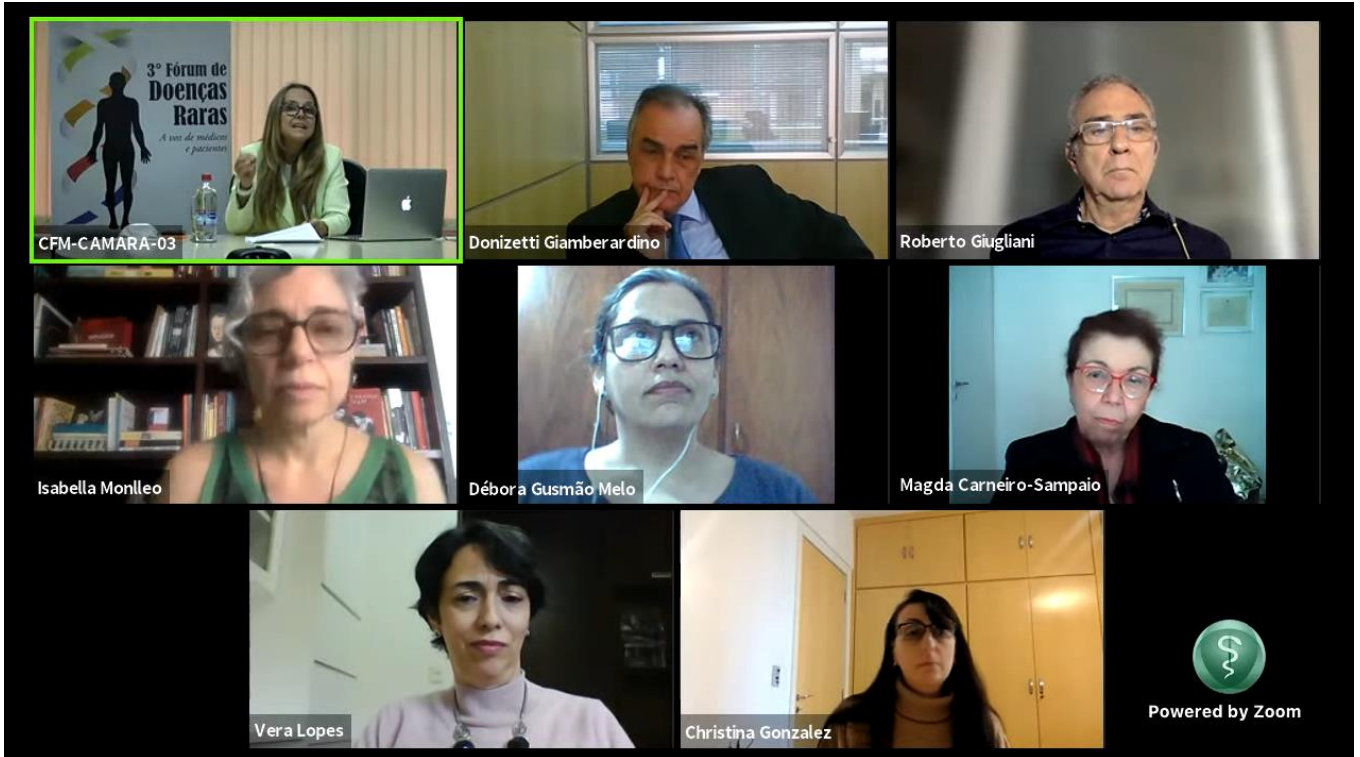 3º Fórum de
Doenças
Raras
A voz de médicos
e pacientes
CFM-CAMARA-03
Donizetti Giamberardino
Roberto Giugliani
Isabella Monlleo
Débora Gusmão Melo
Magda Carneiro-Sampaio
Vera Lopes
Christina Gonzalez
Powered by Zoom